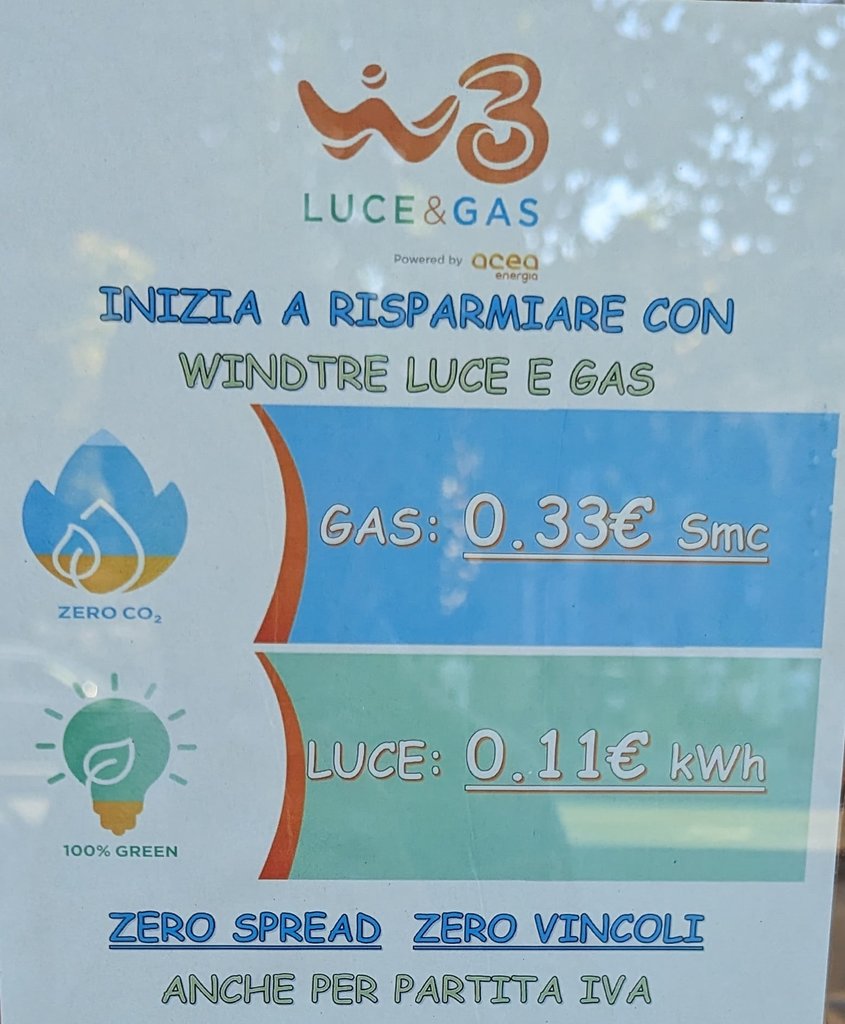 W3
LUCE&GAS
Powered by acea
energia
INIZIA A RISPARMIARE CON
WINDTRE LUCE E GAS
GAS: 0.33€ Smc
ZERO CO₂
LUCE: 0.11€ kWh
100% GREEN
ZERO SPREAD ZERO VINCOLI
ANCHE PER PARTITA IVA